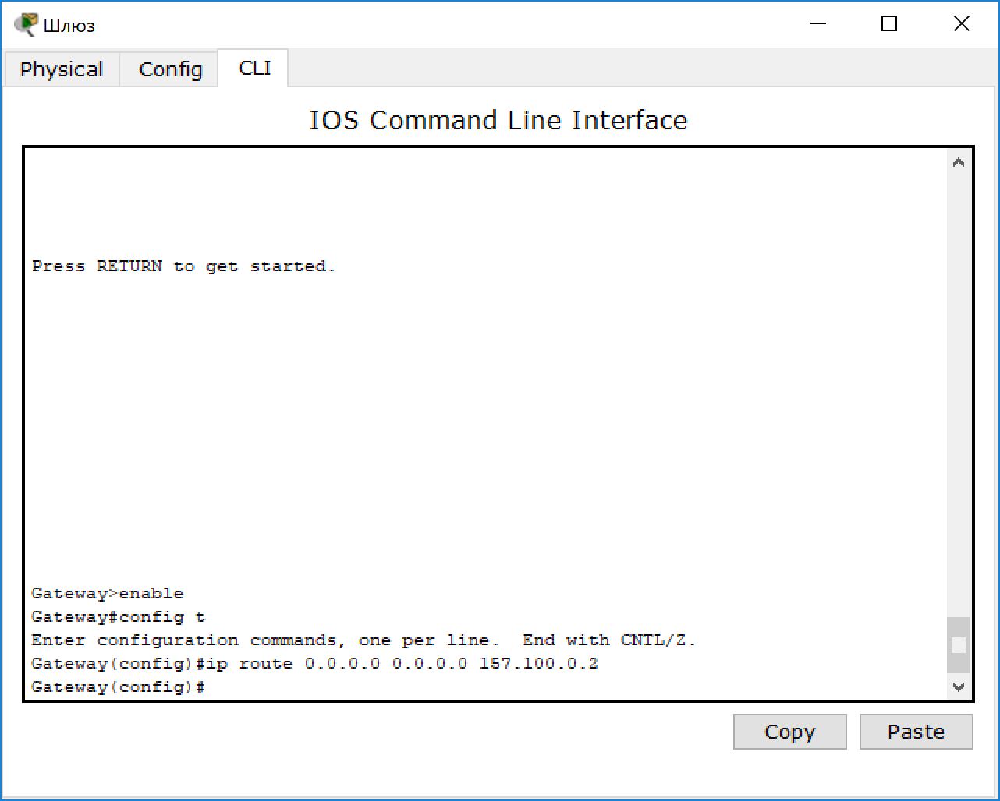 Шлюз
Physical Config CLI
IOS Command Line Interface
Press RETURN to get started.
Gateway>enable
Gateway#config t
Enter configuration commands, one per line.  End with CNTL/Z.
Gateway(config)#ip route 0.0.0.0 0.0.0.0 157.100.0.2
Gateway(config)#
Copy Paste